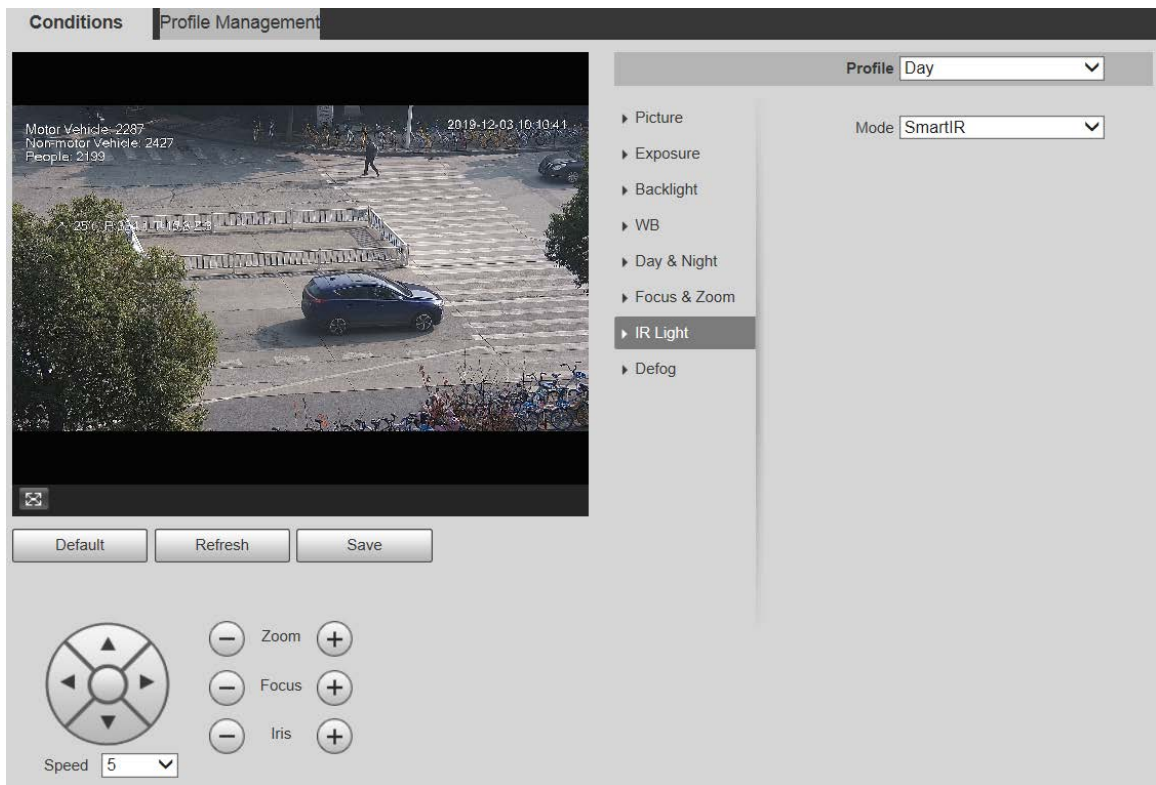 Conditions
Profile Management
Motor Vehicle: 2287
Non-motor Vehicle: 2427
People: 2199
2019-12-03 10:10:41
Default
Refresh
Save
Zoom
Focus
Iris
Speed 5
Profile Day
Picture
Exposure
Backlight
WB
Day & Night
Focus & Zoom
IR Light
Defog
Mode SmartIR